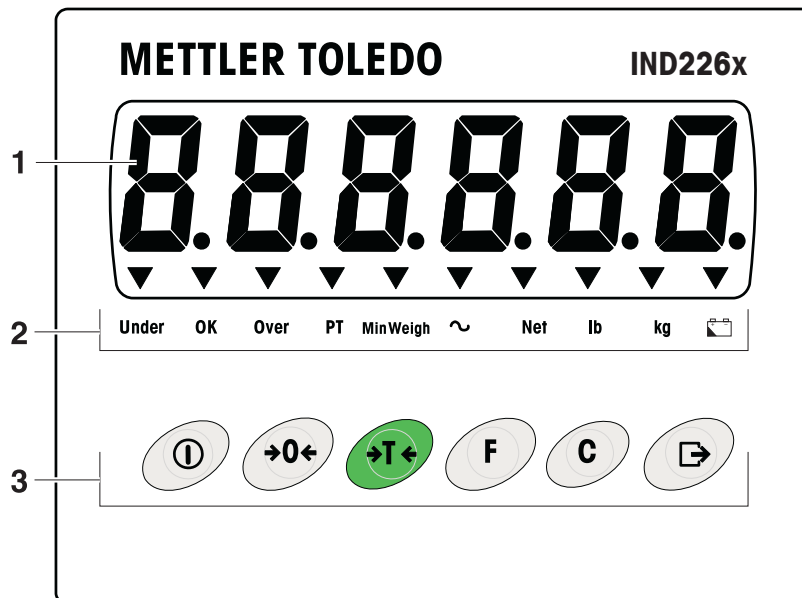 METTLER TOLEDO IND226x
1
8.8.8.8.8.8.
2 Under OK Over PT MinWeigh ~ Net lb kg
3 →0← →T← F C